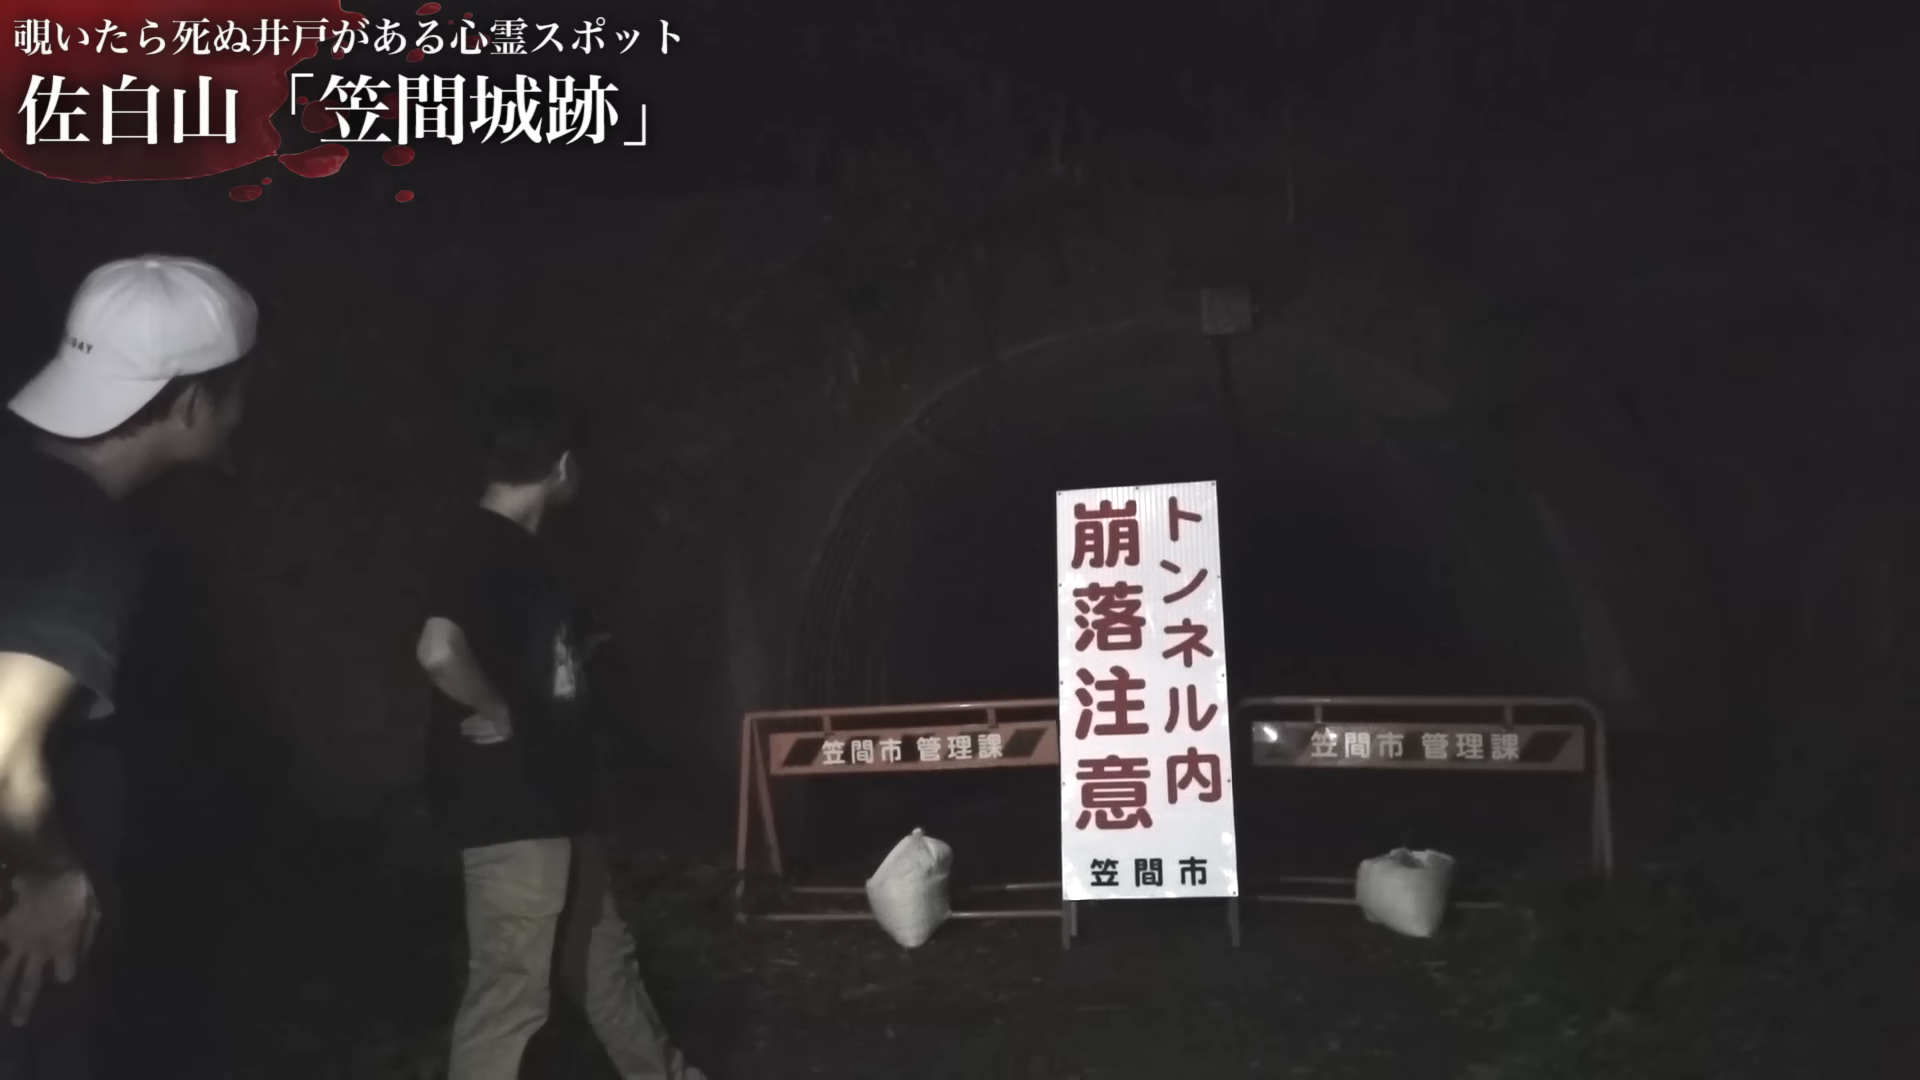 覗いたら死ぬ井戸がある心霊スポット
佐白山「笠間城跡」
トンネル内
崩落注意
笠間市
笠間市 管理課
笠間市 管理課